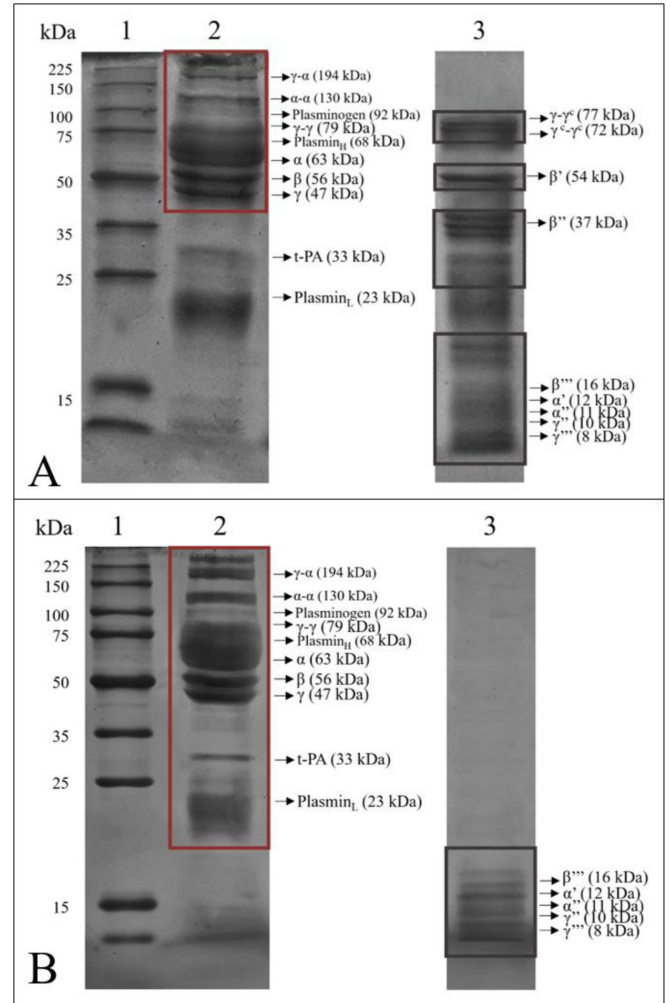 kDa 1 2 3
225
150
100
75
50
35
25
15
γ-α (194 kDa)
α-α (130 kDa)
Plasminogen (92 kDa)
γ-γ (79 kDa)
PlasminH (68 kDa)
α (63 kDa)
β (56 kDa)
γ (47 kDa)
t-PA (33 kDa)
PlasminL (23 kDa)
γ-γᶜ (77 kDa)
γᶜ-γᶜ (72 kDa)
β’ (54 kDa)
β’’ (37 kDa)
β’’’ (16 kDa)
α’ (12 kDa)
α’’ (11 kDa)
γ’’ (10 kDa)
γ’’’ (8 kDa)
A
kDa 1 2 3
225
150
100
75
50
35
25
15
γ-α (194 kDa)
α-α (130 kDa)
Plasminogen (92 kDa)
γ-γ (79 kDa)
PlasminH (68 kDa)
α (63 kDa)
β (56 kDa)
γ (47 kDa)
t-PA (33 kDa)
PlasminL (23 kDa)
β’’’ (16 kDa)
α’ (12 kDa)
α’’ (11 kDa)
γ’’ (10 kDa)
γ’’’ (8 kDa)
B